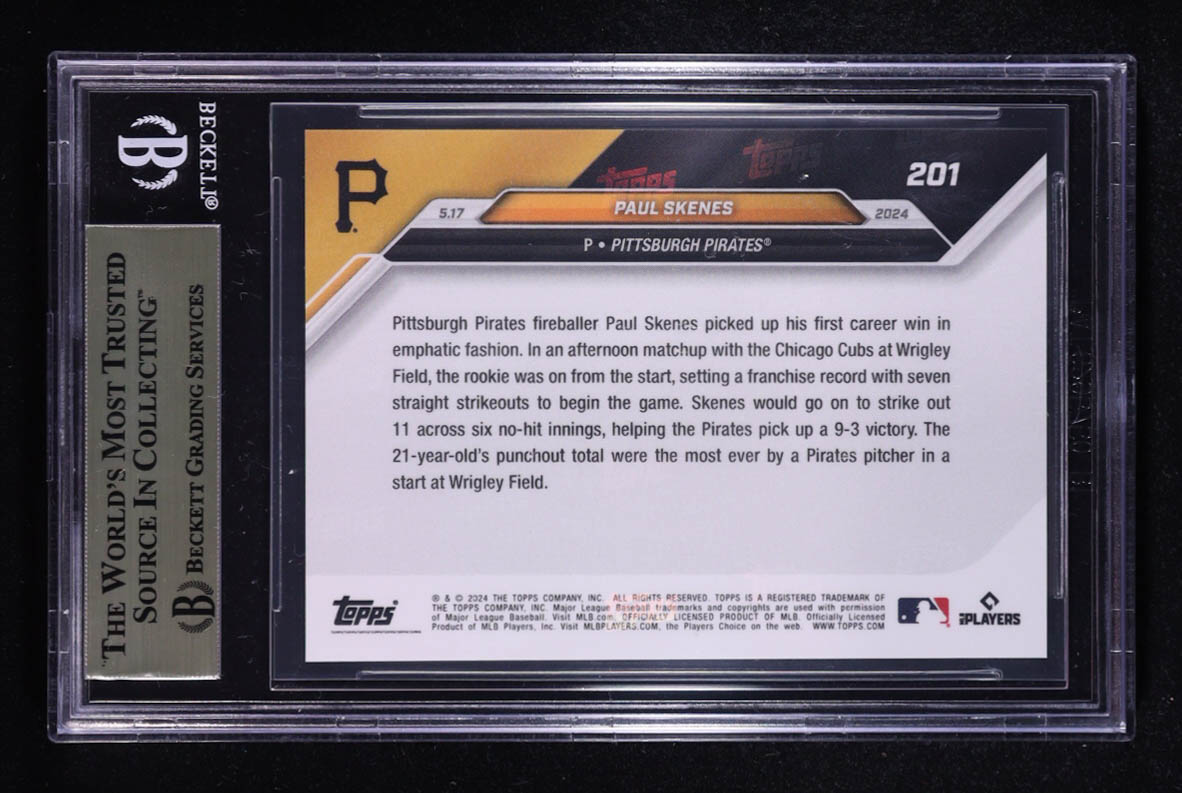 BECKETT®
"THE WORLD'S MOST TRUSTED
SOURCE IN COLLECTING™
B BECKETT GRADING SERVICES
B
P
topps
topps
201
5.17
PAUL SKENES
2024
P • PITTSBURGH PIRATES®
Pittsburgh Pirates fireballer Paul Skenes picked up his first career win in
emphatic fashion. In an afternoon matchup with the Chicago Cubs at Wrigley
Field, the rookie was on from the start, setting a franchise record with seven
straight strikeouts to begin the game. Skenes would go on to strike out
11 across six no-hit innings, helping the Pirates pick up a 9-3 victory. The
21-year-old's punchout total were the most ever by a Pirates pitcher in a
start at Wrigley Field.
topps
® & © 2024 THE TOPPS COMPANY, INC. ALL RIGHTS RESERVED. TOPPS IS A REGISTERED TRADEMARK OF
THE TOPPS COMPANY, INC. Major League Baseball trademarks and copyrights are used with permission
of Major League Baseball. Visit MLB.com. OFFICIALLY LICENSED PRODUCT OF MLB. Officially Licensed
Product of MLB Players, Inc. Visit MLBPLAYERS.COM, the Players Choice on the web. WWW.TOPPS.COM
MLB PLAYERS